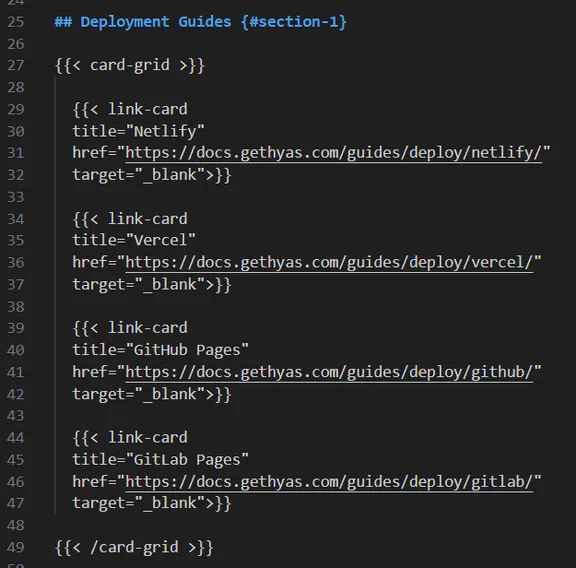 25 ## Deployment Guides {#section-1}
26
27 {{< card-grid >}}
28
29 {{< link-card
30 title="Netlify"
31 href="https://docs.gethyas.com/guides/deploy/netlify/"
32 target="_blank">}}
33
34 {{< link-card
35 title="Vercel"
36 href="https://docs.gethyas.com/guides/deploy/vercel/"
37 target="_blank">}}
38
39 {{< link-card
40 title="GitHub Pages"
41 href="https://docs.gethyas.com/guides/deploy/github/"
42 target="_blank">}}
43
44 {{< link-card
45 title="GitLab Pages"
46 href="https://docs.gethyas.com/guides/deploy/gitlab/"
47 target="_blank">}}
48
49 {{< /card-grid >}}